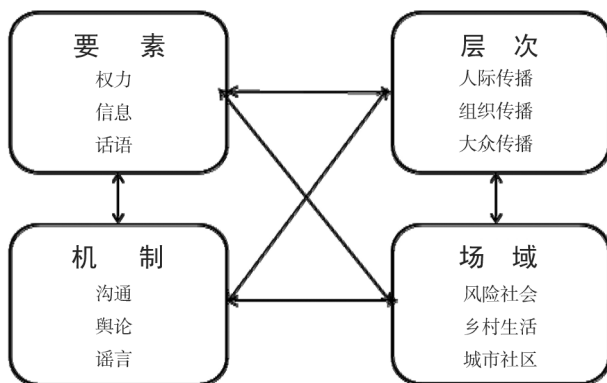 要 素
权力
信息
话语
层 次
人际传播
组织传播
大众传播
机 制
沟通
舆论
谣言
场 域
风险社会
乡村生活
城市社区